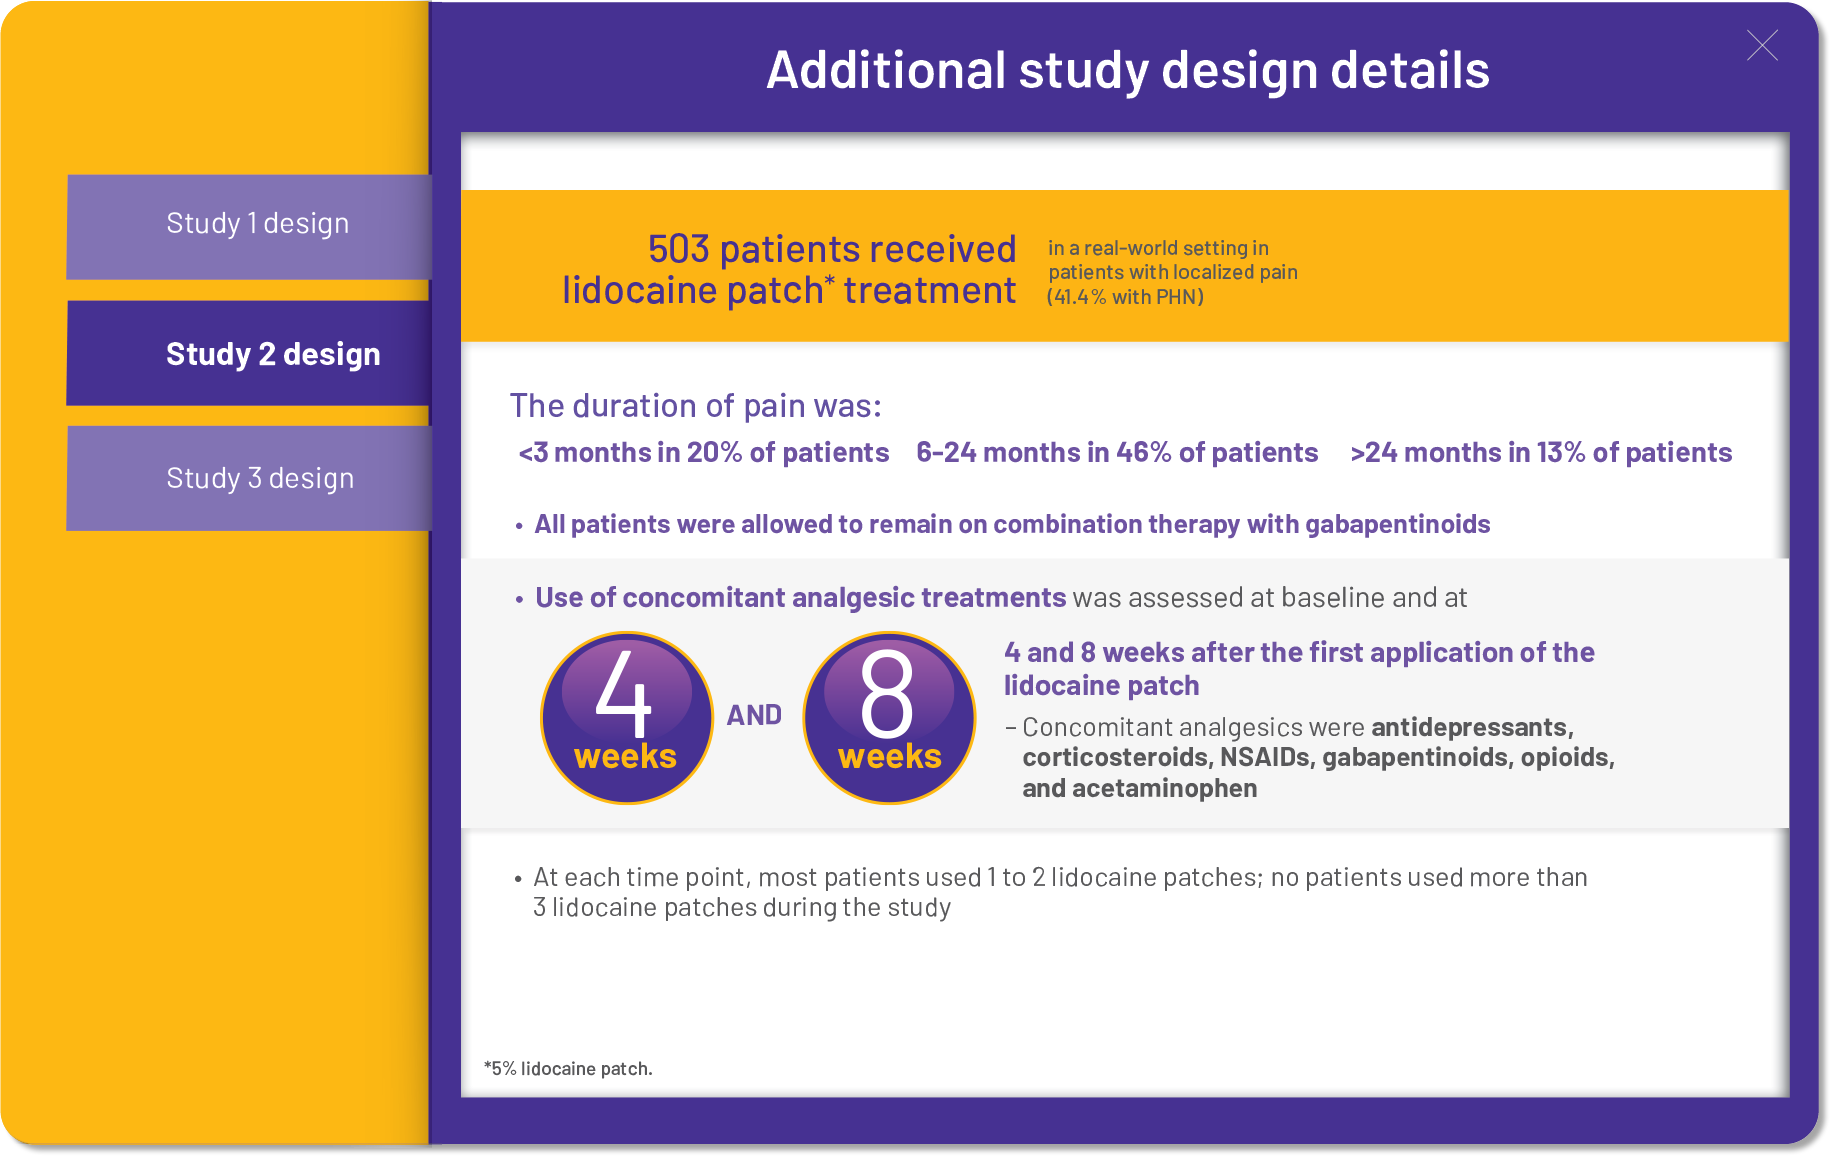 Additional study design details
Study 1 design
Study 2 design
Study 3 design
503 patients received
lidocaine patch* treatment
in a real-world setting in
patients with localized pain
(41.4% with PHN)
The duration of pain was:
<3 months in 20% of patients 6-24 months in 46% of patients >24 months in 13% of patients
• All patients were allowed to remain on combination therapy with gabapentinoids
• Use of concomitant analgesic treatments was assessed at baseline and at
4
weeks
AND
8
weeks
4 and 8 weeks after the first application of the
lidocaine patch
– Concomitant analgesics were antidepressants,
corticosteroids, NSAIDs, gabapentinoids, opioids,
and acetaminophen
• At each time point, most patients used 1 to 2 lidocaine patches; no patients used more than
3 lidocaine patches during the study
*5% lidocaine patch.